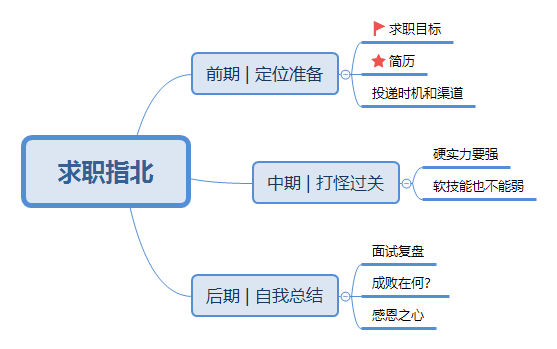 求职指北
前期 | 定位准备
求职目标
简历
投递时机和渠道
中期 | 打怪过关
硬实力要强
软技能也不能弱
后期 | 自我总结
面试复盘
成败在何?
感恩之心